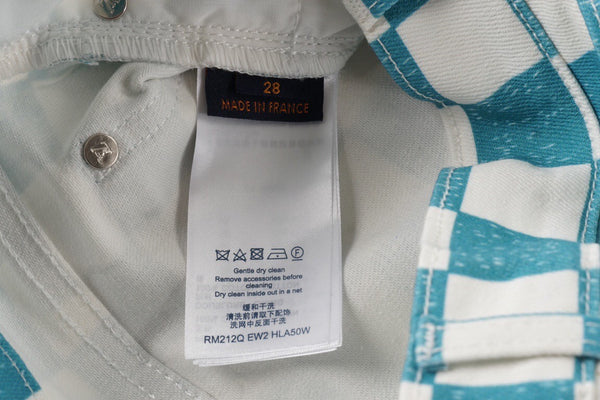 28
MADE IN FRANCE
F
Gentle dry clean
Remove accessories before
cleaning
Dry clean inside out in a net
缓和干洗
清洗前请取下配饰
洗网中反面干洗
RM212Q EW2 HLA50W